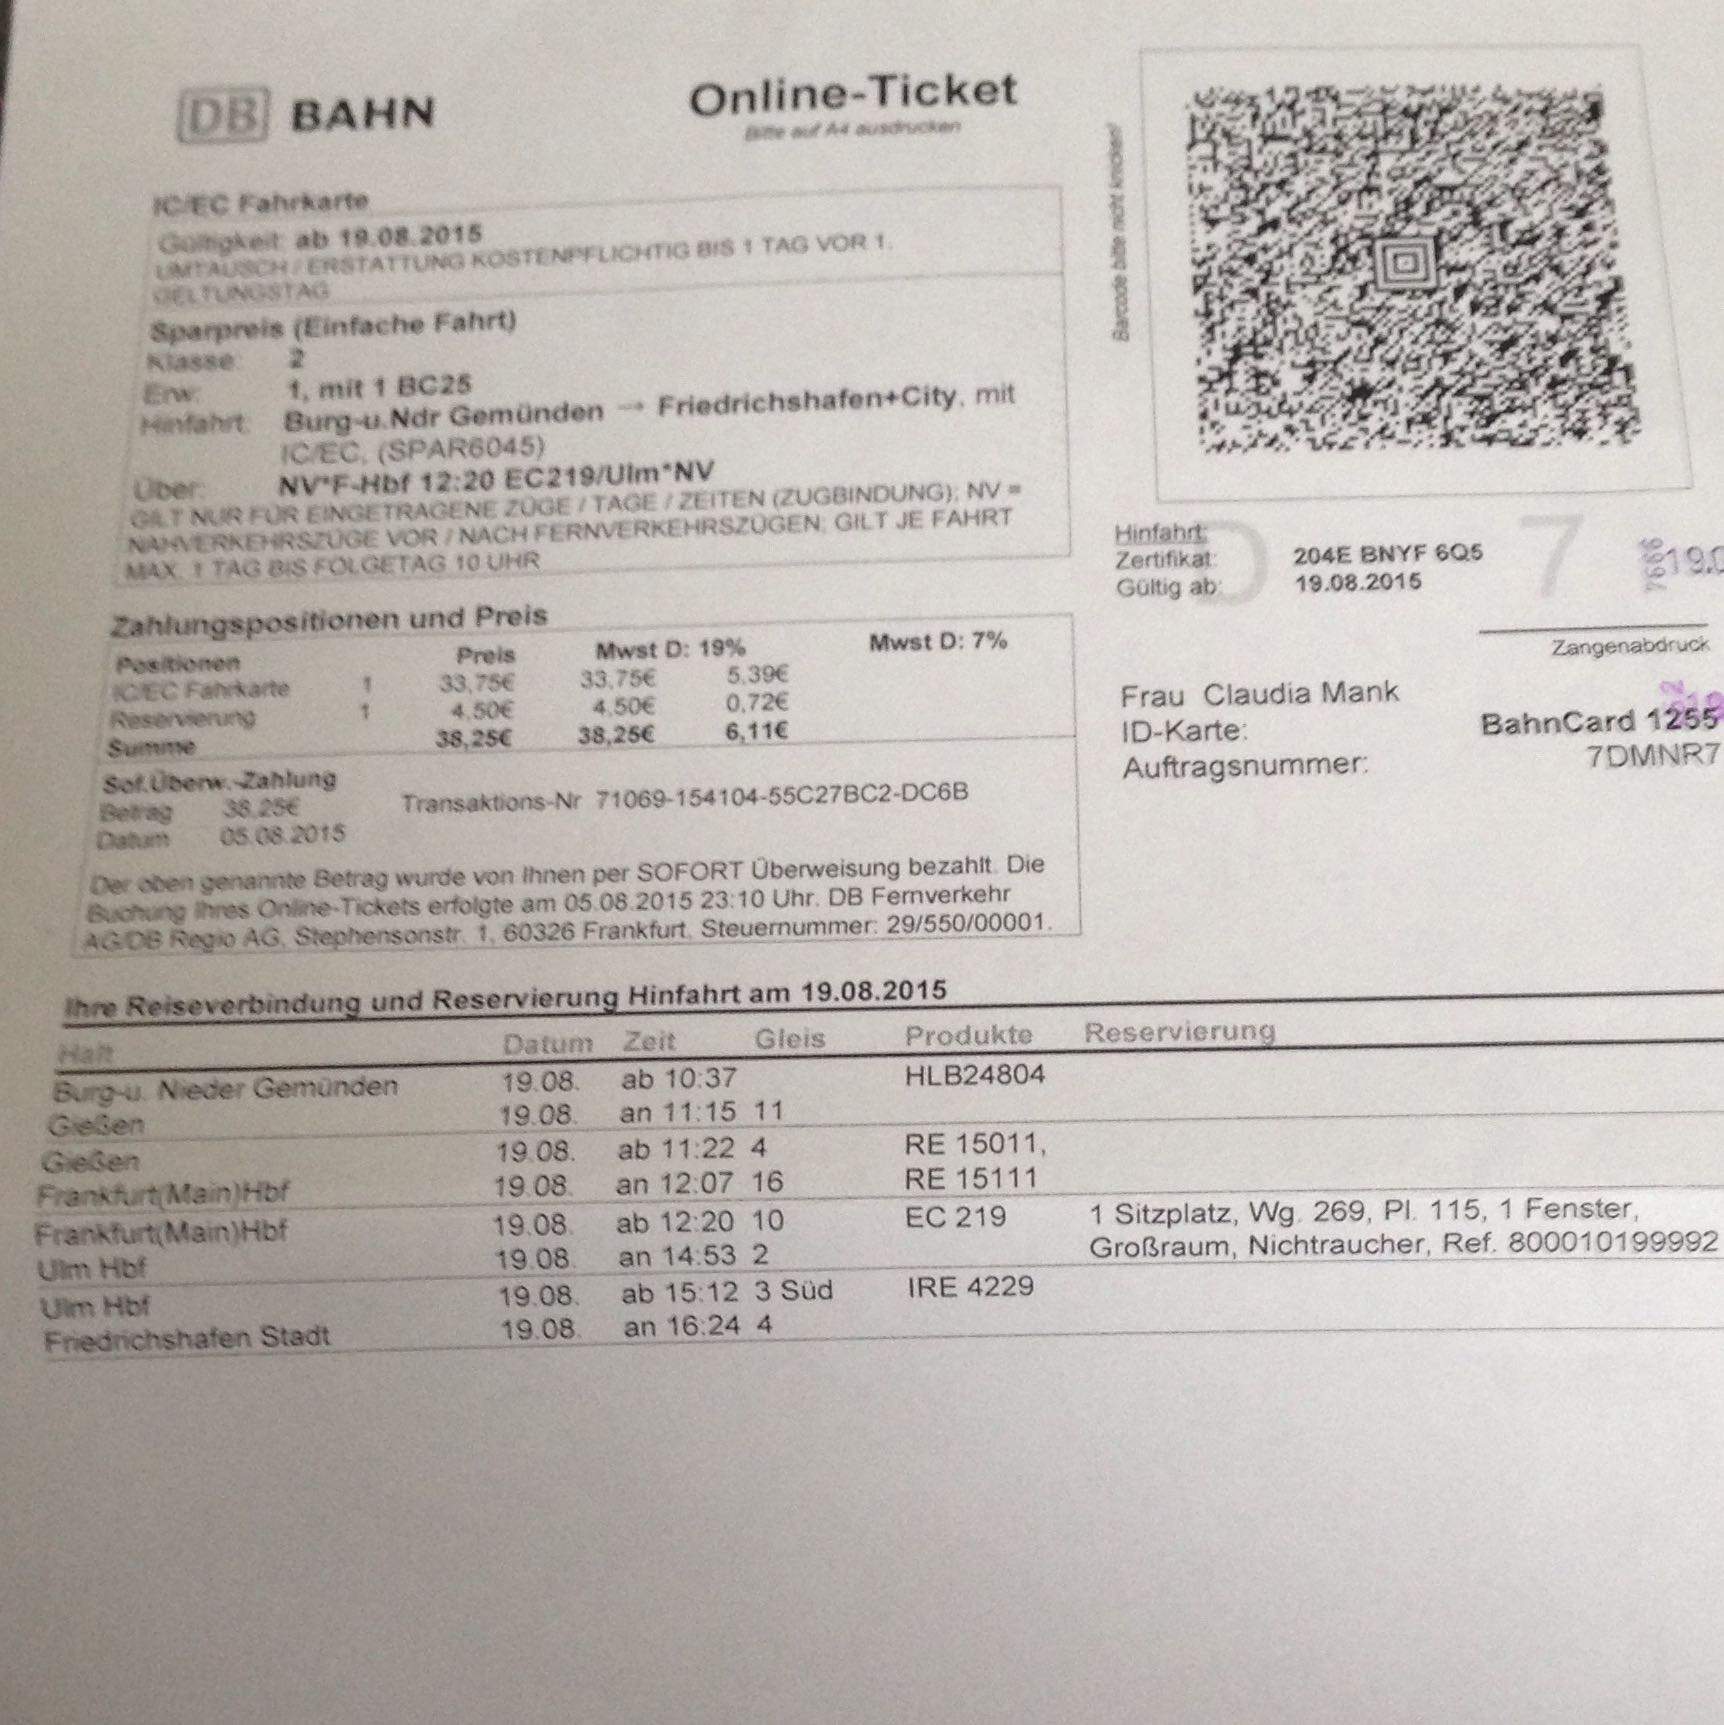 DB BAHN
Online-Ticket
Bitte auf A4 ausdrucken
IC/EC Fahrkarte
Gültigkeit: ab 19.08.2015
UMTAUSCH / ERSTATTUNG KOSTENPFLICHTIG BIS 1 TAG VOR 1.
GELTUNGSTAG
Sparpreis (Einfache Fahrt)
Klasse: 2
Erw: 1, mit 1 BC25
Hinfahrt: Burg-u.Ndr Gemünden → Friedrichshafen+City, mit
IC/EC, (SPAR6045)
Über: NV*F-Hbf 12:20 EC219/Ulm*NV
GILT NUR FÜR EINGETRAGENE ZÜGE / TAGE / ZEITEN (ZUGBINDUNG); NV =
NAHVERKEHRSZÜGE VOR / NACH FERNVERKEHRSZÜGEN; GILT JE FAHRT
MAX. 1 TAG BIS FOLGETAG 10 UHR
Barcode bitte nicht knicken!
Zahlungspositionen und Preis
Positionen Preis Mwst D: 19% Mwst D: 7%
IC/EC Fahrkarte 1 33,75€ 33,75€ 5,39€
Reservierung 1 4,50€ 4,50€ 0,72€
Summe 38,25€ 38,25€ 6,11€
Sof.Überw.-Zahlung
Betrag 38,25€ Transaktions-Nr 71069-154104-55C27BC2-DC6B
Datum 05.08.2015
Der oben genannte Betrag wurde von Ihnen per SOFORT Überweisung bezahlt. Die
Buchung Ihres Online-Tickets erfolgte am 05.08.2015 23:10 Uhr. DB Fernverkehr
AG/DB Regio AG, Stephensonstr. 1, 60326 Frankfurt, Steuernummer: 29/550/00001.
Hinfahrt:
Zertifikat: 204E BNYF 6Q5
Gültig ab: 19.08.2015
7
Zangenabdruck
Frau Claudia Mank
ID-Karte: BahnCard 1255
Auftragsnummer: 7DMNR7
Ihre Reiseverbindung und Reservierung Hinfahrt am 19.08.2015
Halt Datum Zeit Gleis Produkte Reservierung
Burg-u. Nieder Gemünden 19.08. ab 10:37 HLB24804
Gießen 19.08. an 11:15 11
Gießen 19.08. ab 11:22 4 RE 15011,
Frankfurt(Main)Hbf 19.08. an 12:07 16 RE 15111
Frankfurt(Main)Hbf 19.08. ab 12:20 10 EC 219 1 Sitzplatz, Wg. 269, Pl. 115, 1 Fenster,
Ulm Hbf 19.08. an 14:53 2 Großraum, Nichtraucher, Ref. 800010199992
Ulm Hbf 19.08. ab 15:12 3 Süd IRE 4229
Friedrichshafen Stadt 19.08. an 16:24 4